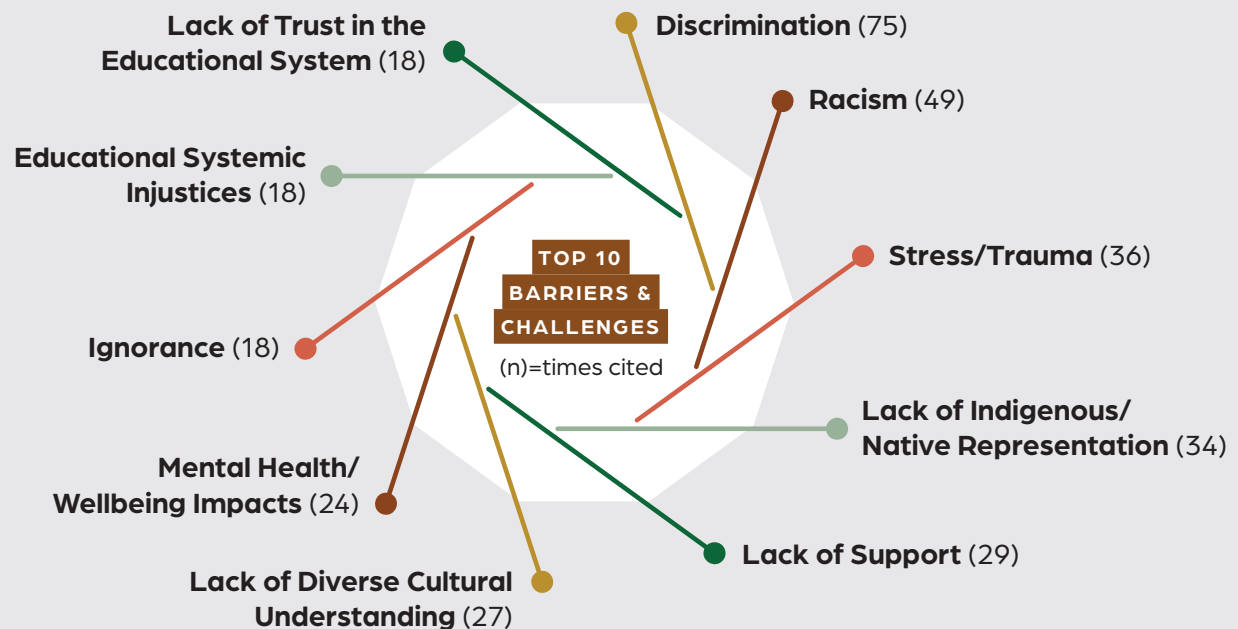 TOP 10
BARRIERS &
CHALLENGES
(n)=times cited
Discrimination (75)
Racism (49)
Stress/Trauma (36)
Lack of Indigenous/
Native Representation (34)
Lack of Support (29)
Lack of Diverse Cultural
Understanding (27)
Mental Health/
Wellbeing Impacts (24)
Ignorance (18)
Educational Systemic
Injustices (18)
Lack of Trust in the
Educational System (18)